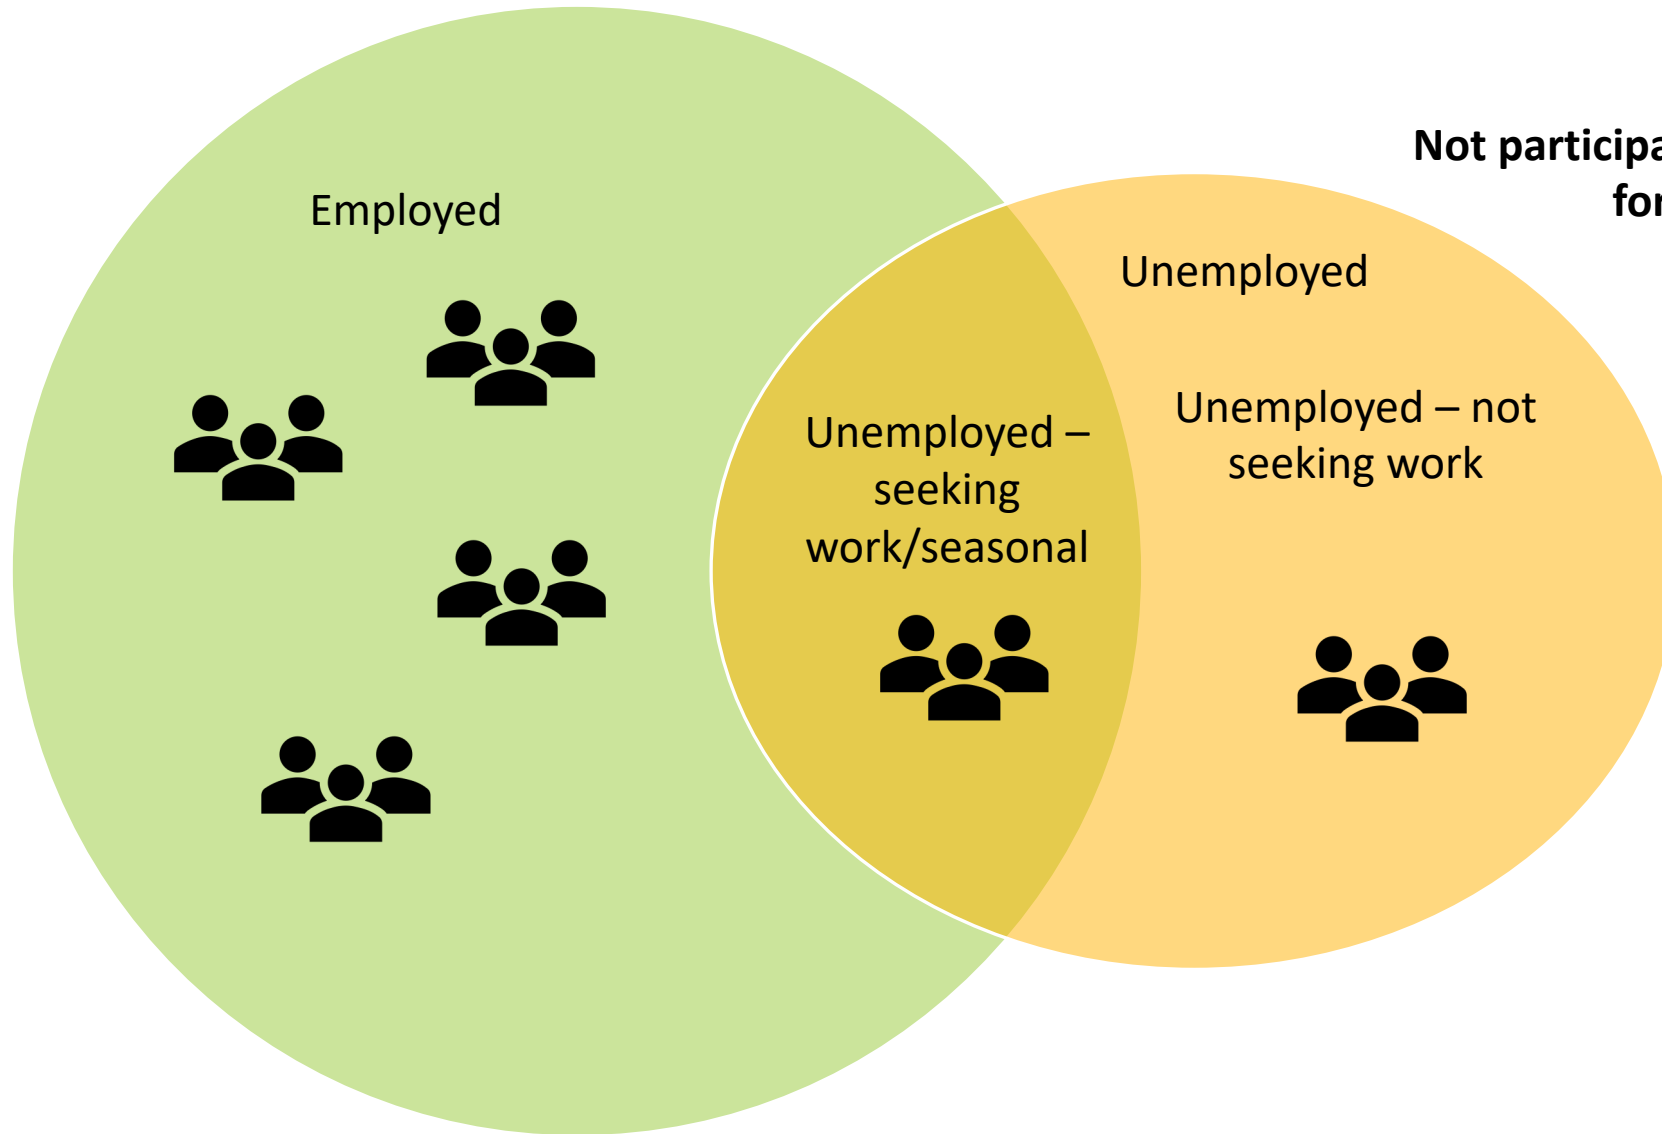 Not participa
for
Employed
Unemployed
Unemployed – not
seeking work
Unemployed –
seeking
work/seasonal